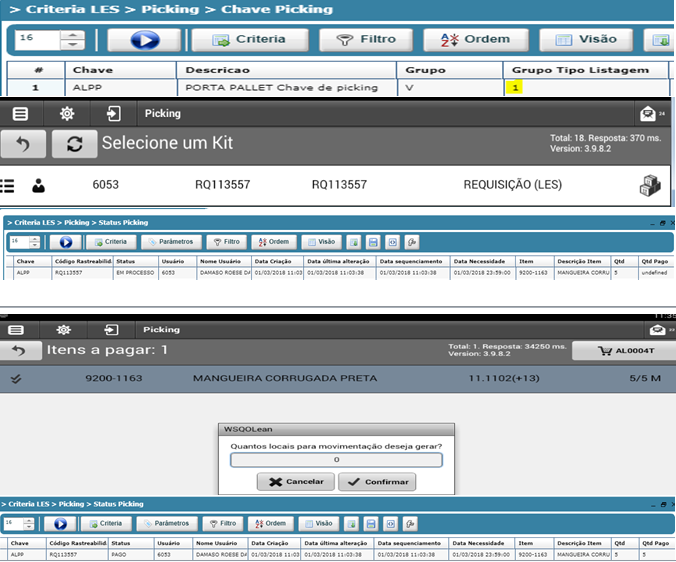 > Criteria LES > Picking > Chave Picking
16 Criteria Filtro Ordem Visão
# Chave Descricao Grupo Grupo Tipo Listagem
1 ALPP PORTA PALLET Chave de picking V 1
Picking
Selecione um Kit
Total: 18. Resposta: 370 ms.
Version: 3.9.8.2
6053 RQ113557 RQ113557 REQUISIÇÃO (LES)
> Criteria LES > Picking > Status Picking
16 Criteria Parâmetros Filtro Ordem Visão
Chave Código Rastreabilid. Status Usuário Nome Usuário Data Criação Data última alteração Data sequenciamento Data Necessidade Item Descrição Item Qtd Qtd Pago
ALPP RQ113557 EM PROCESSO 6053 DAMASO ROESE DA 01/03/2018 11:03 01/03/2018 11:03:38 01/03/2018 11:03:38 01/03/2018 23:59:00 9200-1163 MANGUEIRA CORRU 5 undefined
11:35
Picking
Itens a pagar: 1
Total: 1. Resposta: 34250 ms.
Version: 3.9.8.2
AL0004T
9200-1163 MANGUEIRA CORRUGADA PRETA 11.1102(+13) 5/5 M
WSQOLean
Quantos locais para movimentação deseja gerar?
0
Cancelar Confirmar
> Criteria LES > Picking > Status Picking
16 Criteria Parâmetros Filtro Ordem Visão
Chave Código Rastreabilid. Status Usuário Nome Usuário Data Criação Data última alteração Data sequenciamento Data Necessidade Item Descrição Item Qtd Qtd Pago
ALPP RQ113557 PAGO 6053 DAMASO ROESE DA 01/03/2018 11:03 01/03/2018 11:03:38 01/03/2018 11:03:38 01/03/2018 23:59:00 9200-1163 MANGUEIRA CORRU 5 5